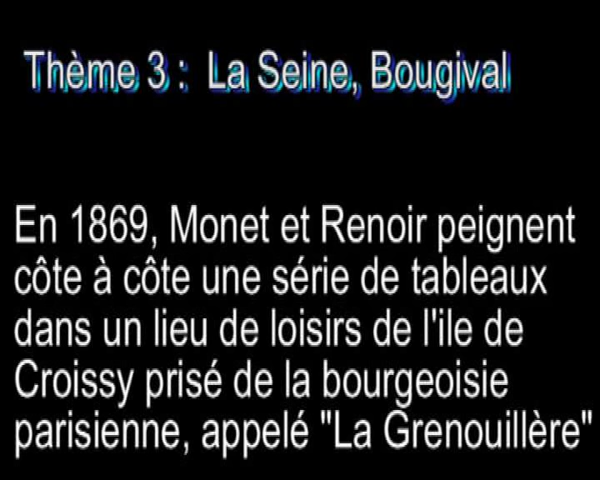 Thème 3 : La Seine, Bougival
En 1869, Monet et Renoir peignent
côte à côte une série de tableaux
dans un lieu de loisirs de l'ile de
Croissy prisé de la bourgeoisie
parisienne, appelé "La Grenouillère"